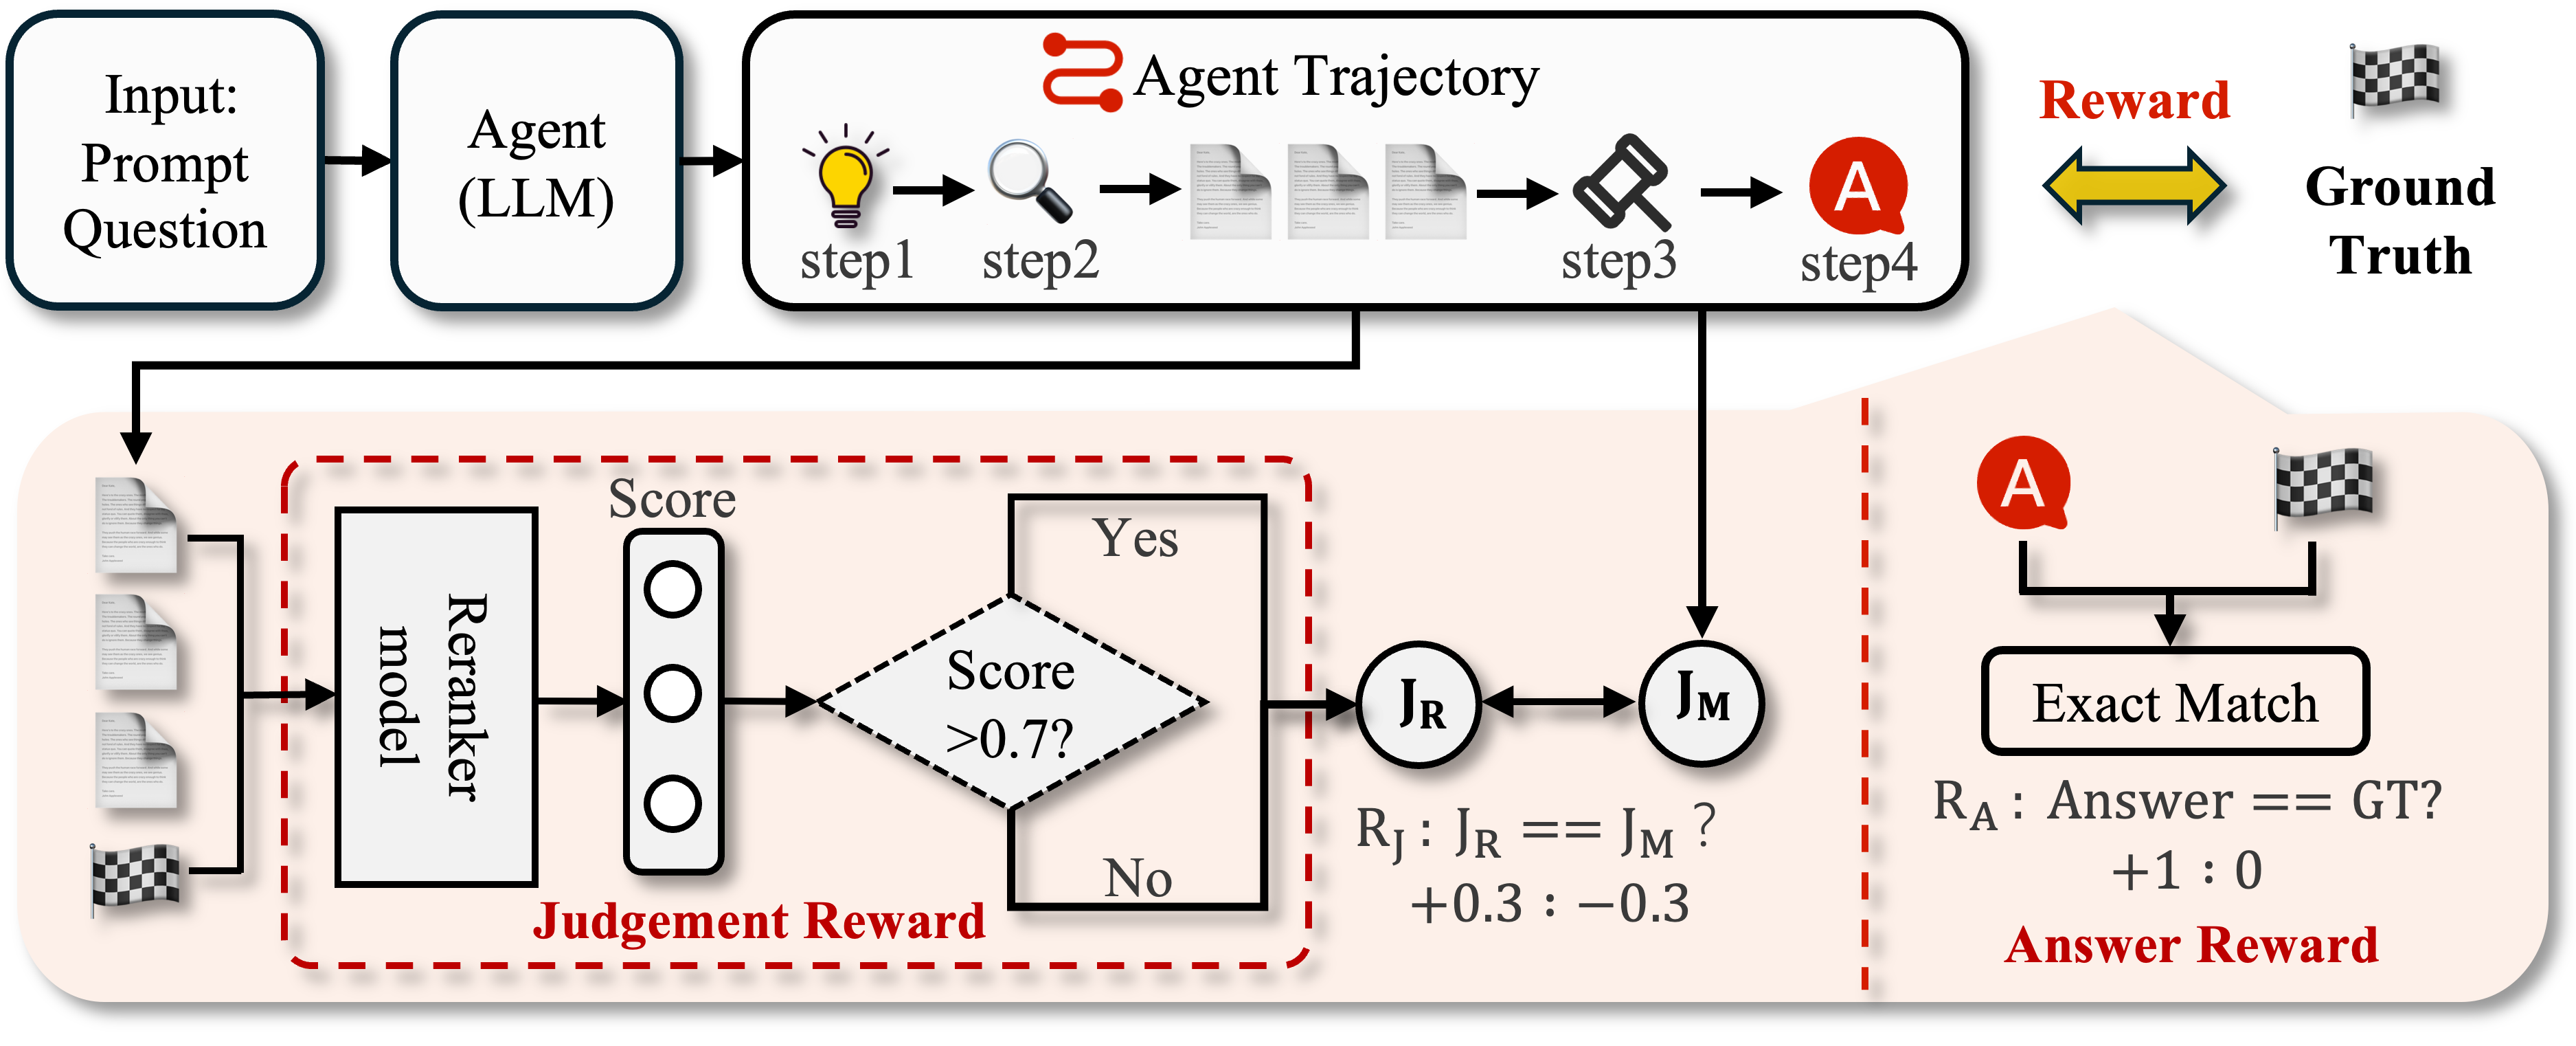 Input:
Prompt
Question
Agent
(LLM)
Agent Trajectory
step1
step2
step3
A
step4
Reward
Ground
Truth
Reranker
model
Score
Score
>0.7?
Yes
No
Judgement Reward
J_R
J_M
R_J : J_R == J_M ?
+0.3 : −0.3
A
Exact Match
R_A : Answer == GT?
+1 : 0
Answer Reward